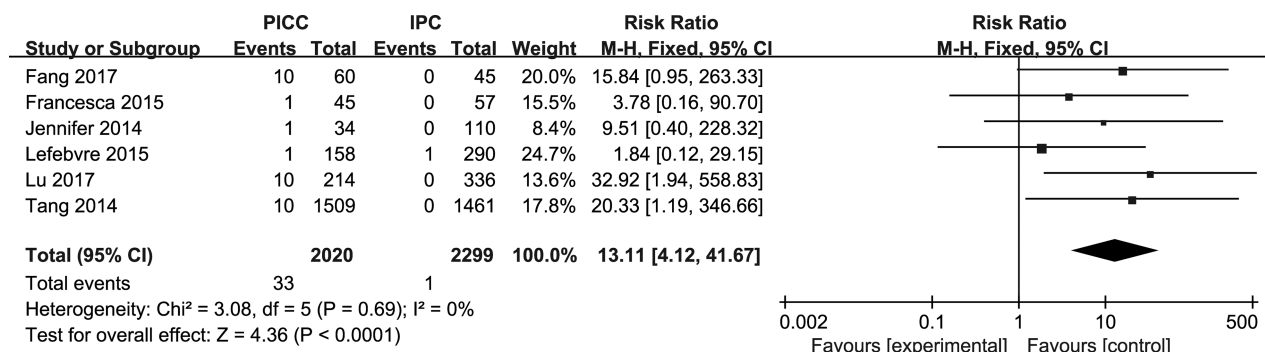 PICC IPC Risk Ratio Risk Ratio
Study or Subgroup Events Total Events Total Weight M-H, Fixed, 95% CI M-H, Fixed, 95% CI
Fang 2017 10 60 0 45 20.0% 15.84 [0.95, 263.33]
Francesca 2015 1 45 0 57 15.5% 3.78 [0.16, 90.70]
Jennifer 2014 1 34 0 110 8.4% 9.51 [0.40, 228.32]
Lefebvre 2015 1 158 1 290 24.7% 1.84 [0.12, 29.15]
Lu 2017 10 214 0 336 13.6% 32.92 [1.94, 558.83]
Tang 2014 10 1509 0 1461 17.8% 20.33 [1.19, 346.66]
Total (95% CI) 2020 2299 100.0% 13.11 [4.12, 41.67]
Total events 33 1
Heterogeneity: Chi² = 3.08, df = 5 (P = 0.69); I² = 0%
Test for overall effect: Z = 4.36 (P < 0.0001)
0.002 0.1 1 10 500
Favours [experimental] Favours [control]